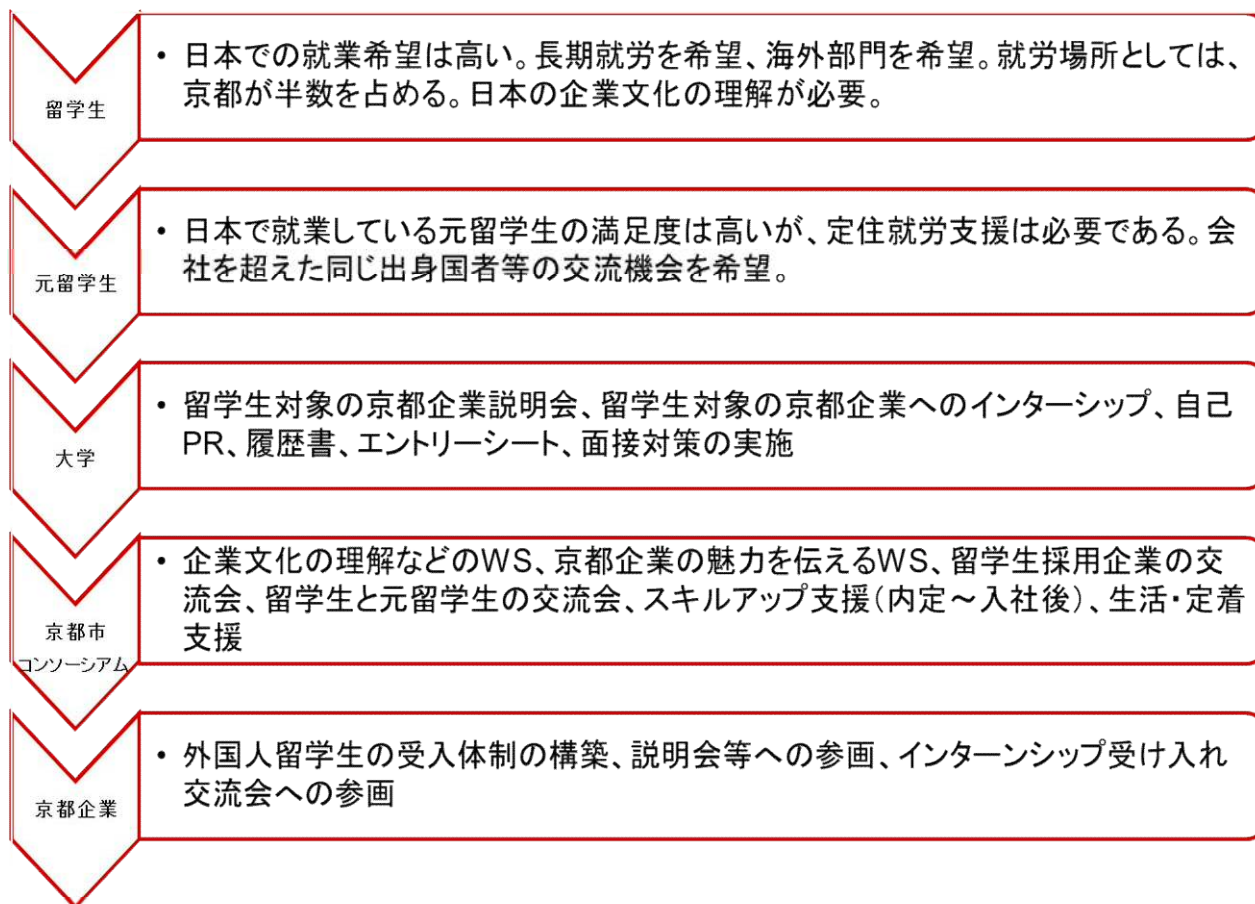 留学生
• 日本での就業希望は高い。長期就労を希望、海外部門を希望。就労場所としては、
京都が半数を占める。日本の企業文化の理解が必要。
元留学生
• 日本で就業している元留学生の満足度は高いが、定住就労支援は必要である。会
社を超えた同じ出身国者等の交流機会を希望。
大学
• 留学生対象の京都企業説明会、留学生対象の京都企業へのインターシップ、自己
PR、履歴書、エントリーシート、面接対策の実施
京都市
コンソーシアム
• 企業文化の理解などのWS、京都企業の魅力を伝えるWS、留学生採用企業の交
流会、留学生と元留学生の交流会、スキルアップ支援（内定～入社後）、生活・定着
支援
京都企業
• 外国人留学生の受入体制の構築、説明会等への参画、インターンシップ受け入れ
交流会への参画